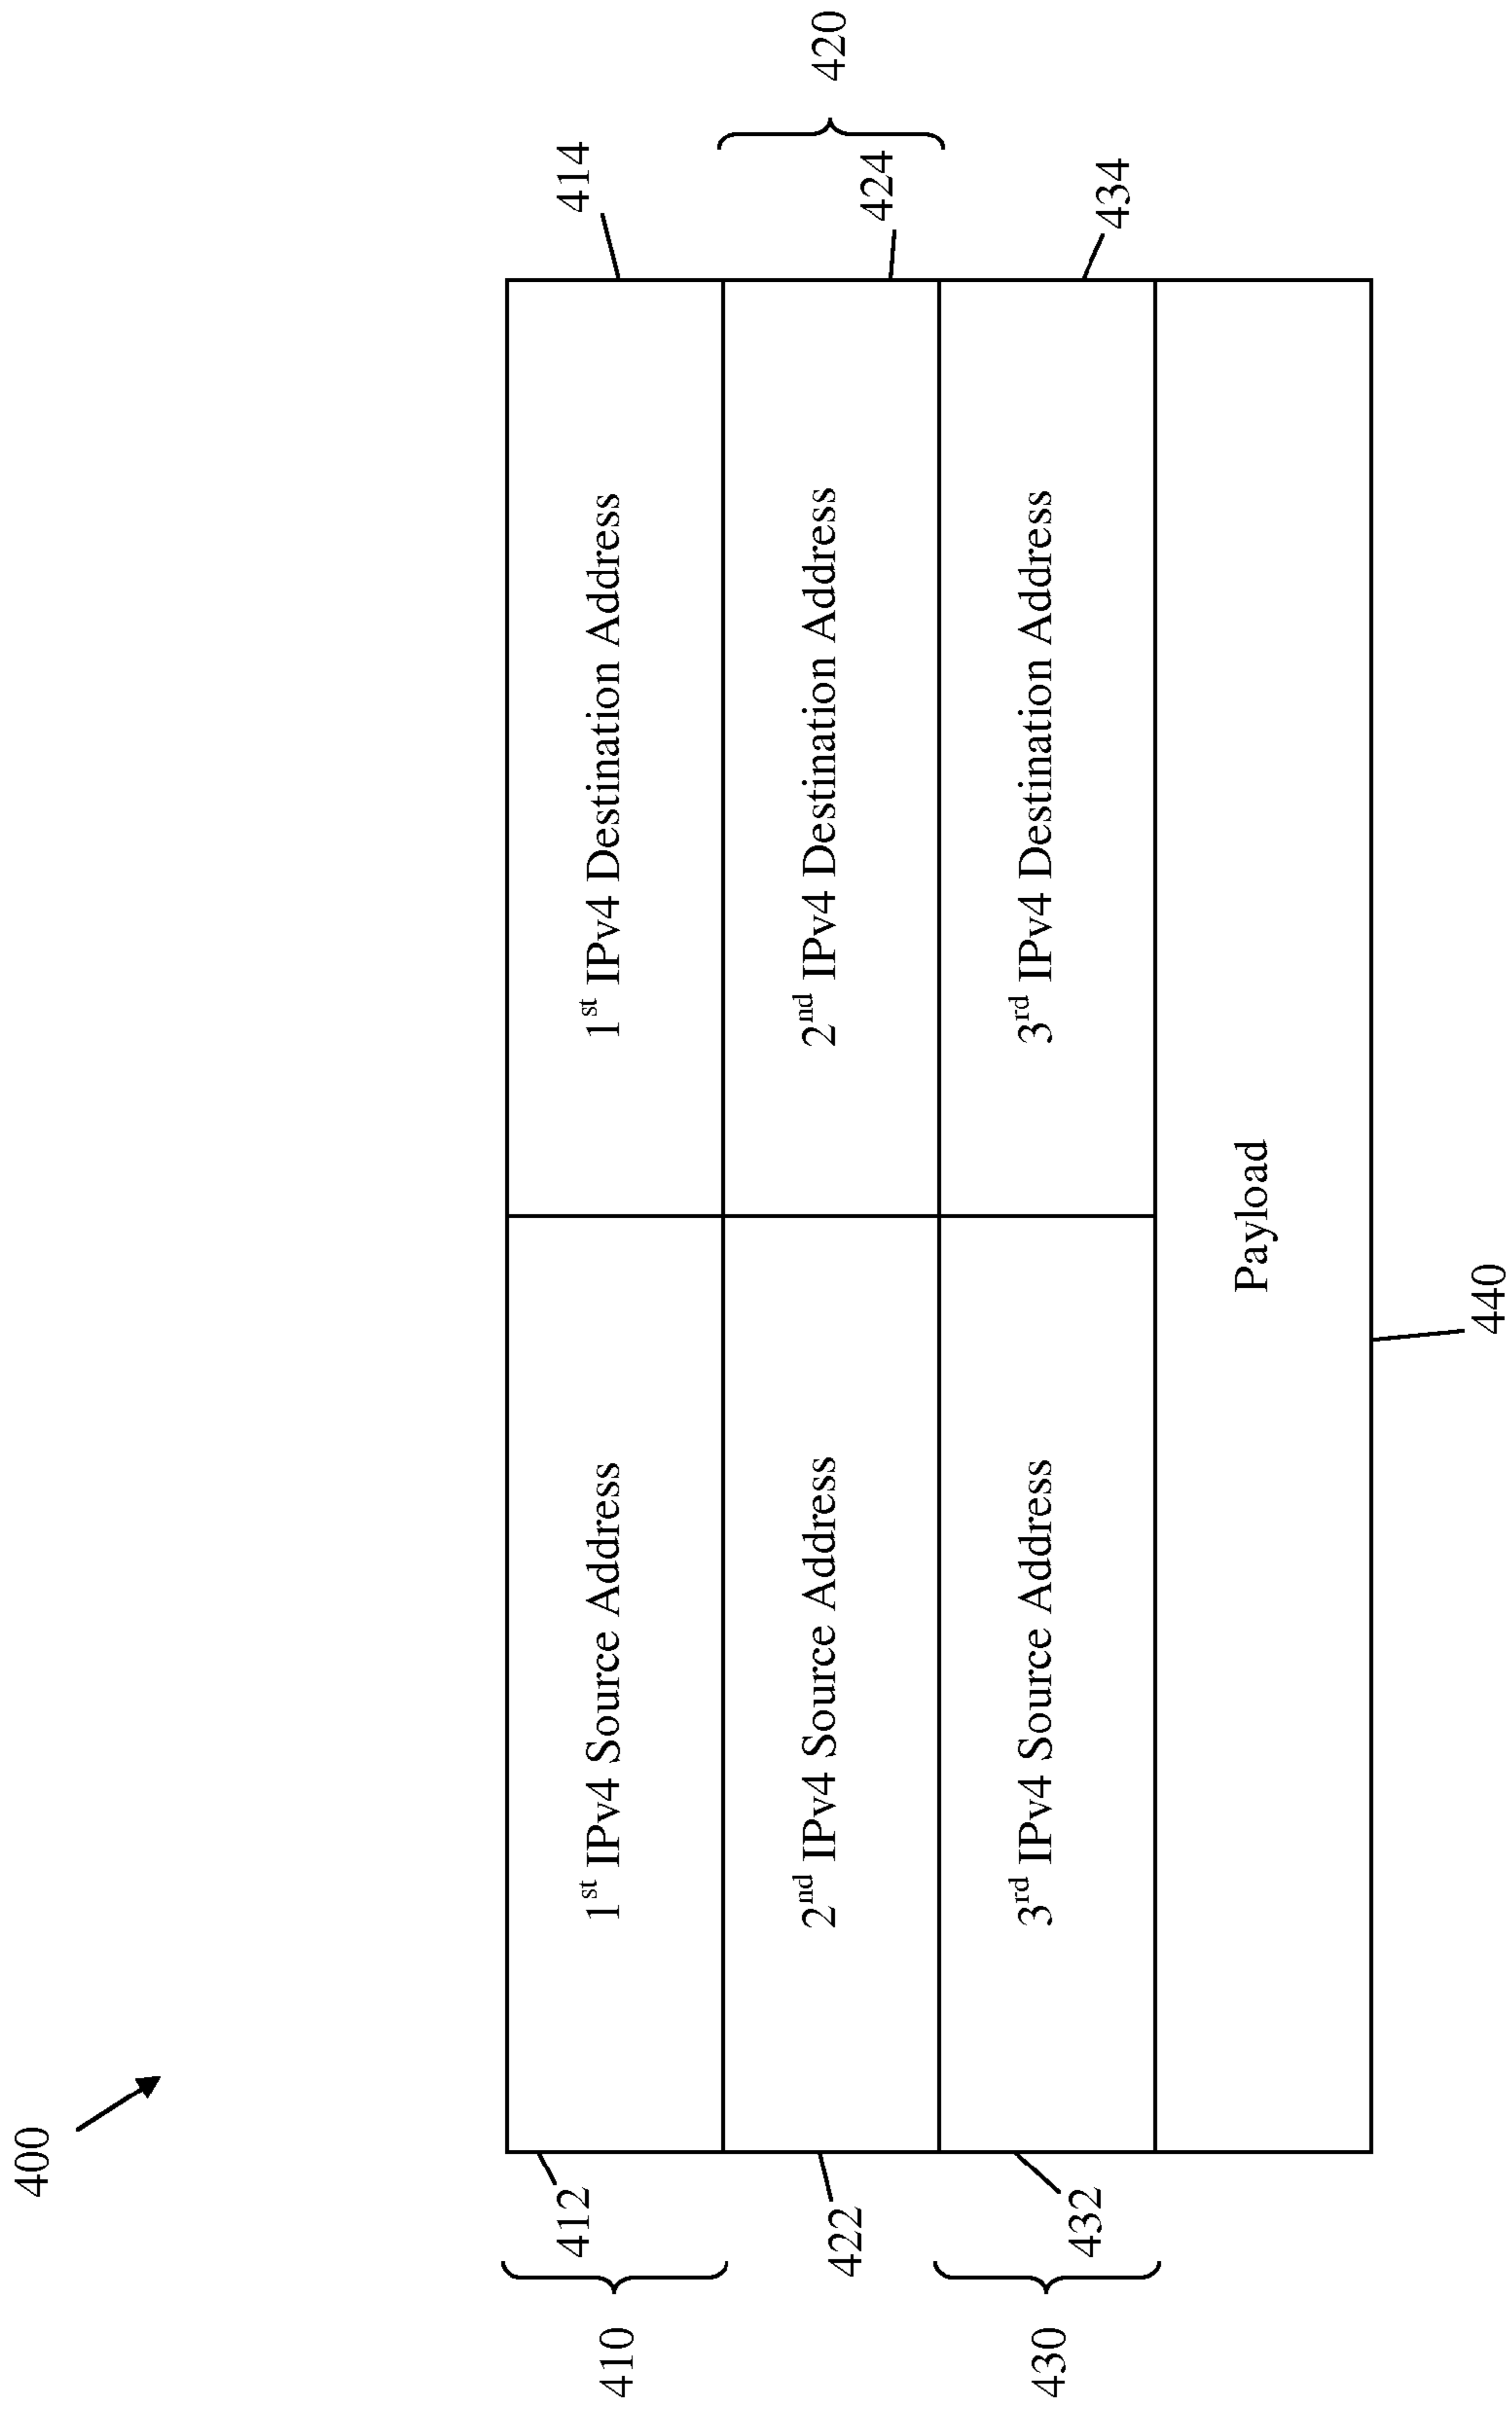 400
412
1st IPv4 Source Address
1st IPv4 Destination Address
414
410
422
2nd IPv4 Source Address
2nd IPv4 Destination Address
424
420
432
3rd IPv4 Source Address
3rd IPv4 Destination Address
434
430
Payload
440